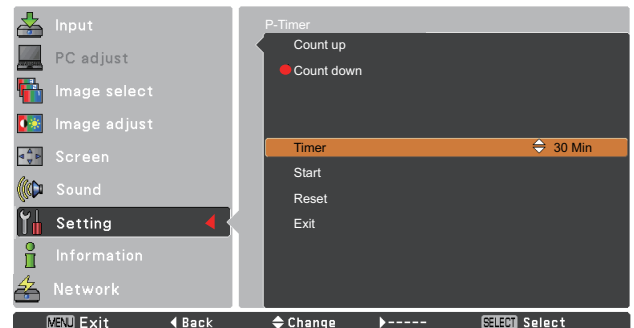 Input
PC adjust
Image select
Image adjust
Screen
Sound
Setting
Information
Network
P-Timer
Count up
Count down
Timer 30 Min
Start
Reset
Exit
MENU Exit Back Change ----- SELECT Select